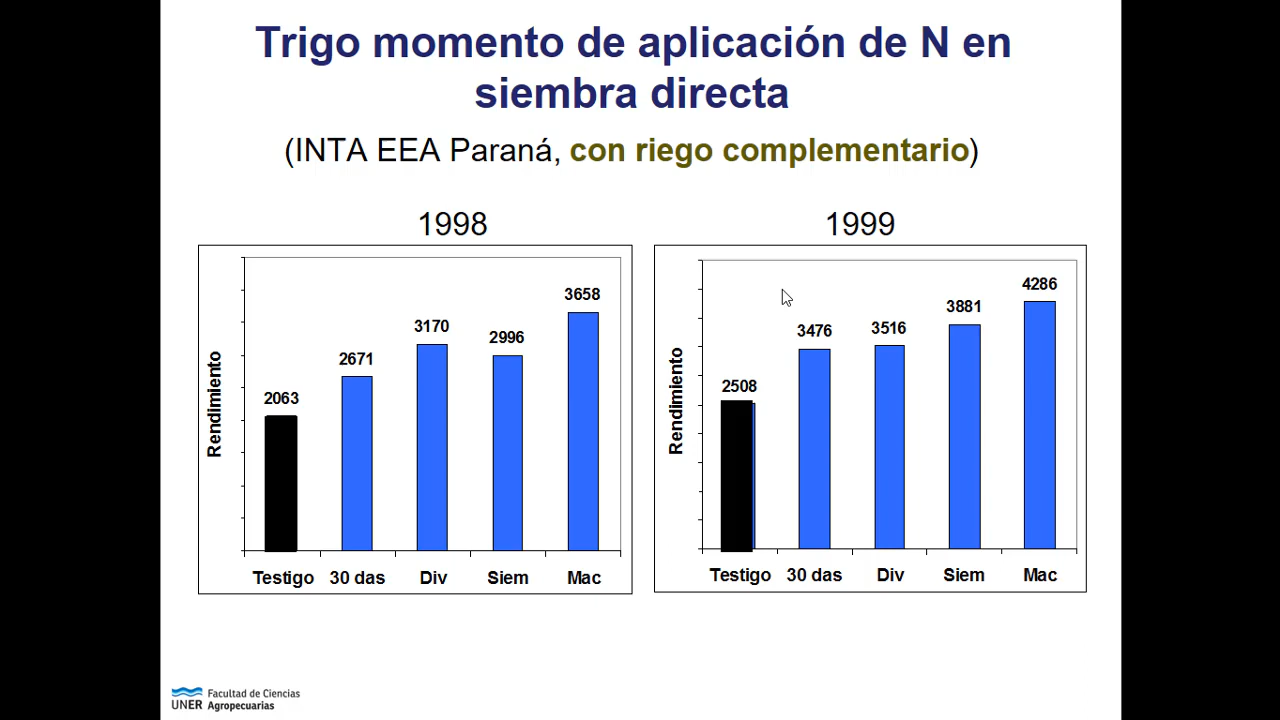 Trigo momento de aplicación de N en
siembra directa
(INTA EEA Paraná, con riego complementario)
1998
Rendimiento
2063
2671
3170
2996
3658
Testigo 30 das Div Siem Mac
1999
Rendimiento
2508
3476
3516
3881
4286
Testigo 30 das Div Siem Mac
UNER
Facultad de Ciencias
Agropecuarias